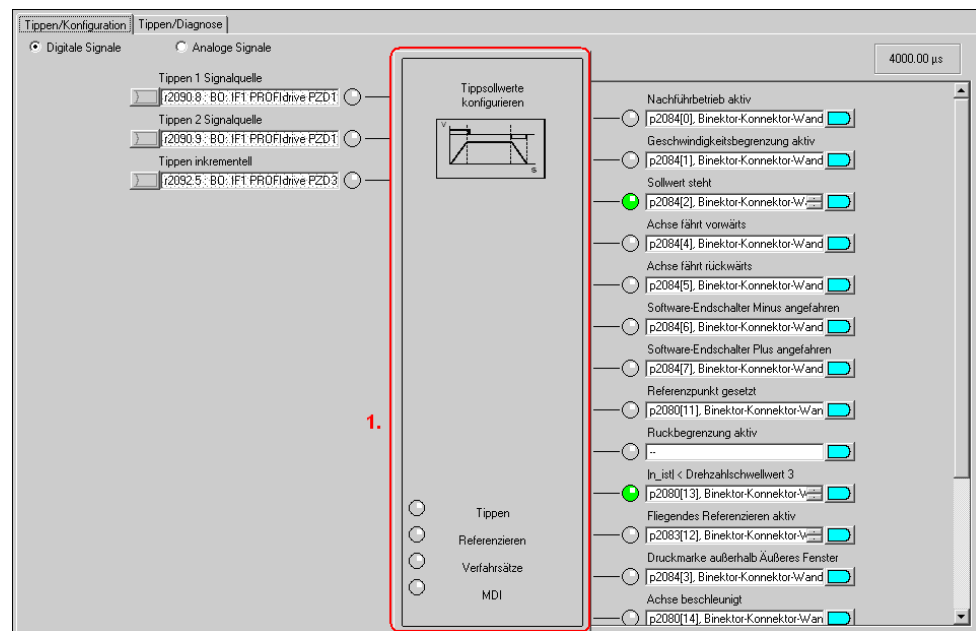 Tippen/Konfiguration Tippen/Diagnose
Digitale Signale Analoge Signale
4000.00 µs
Tippen 1 Signalquelle
r2090.8 : BO: IF1 PROFIdrive PZD1
Tippen 2 Signalquelle
r2090.9 : BO: IF1 PROFIdrive PZD1
Tippen inkrementell
r2092.5 : BO: IF1 PROFIdrive PZD3
1.
Tippsollwerte
konfigurieren
V
s
Tippen
Referenzieren
Verfahrsätze
MDI
Nachführbetrieb aktiv
p2084[0], Binektor-Konnektor-Wand
Geschwindigkeitsbegrenzung aktiv
p2084[1], Binektor-Konnektor-Wand
Sollwert steht
p2084[2], Binektor-Konnektor-W
Achse fährt vorwärts
p2084[4], Binektor-Konnektor-Wand
Achse fährt rückwärts
p2084[5], Binektor-Konnektor-Wand
Software-Endschalter Minus angefahren
p2084[6], Binektor-Konnektor-Wand
Software-Endschalter Plus angefahren
p2084[7], Binektor-Konnektor-Wand
Referenzpunkt gesetzt
p2080[11], Binektor-Konnektor-Wan
Ruckbegrenzung aktiv
--
|n_ist| < Drehzahlschwellwert 3
p2080[13], Binektor-Konnektor-W
Fliegendes Referenzieren aktiv
p2083[12], Binektor-Konnektor-W
Druckmarke außerhalb Äußeres Fenster
p2084[3], Binektor-Konnektor-Wand
Achse beschleunigt
p2080[14], Binektor-Konnektor-Wan